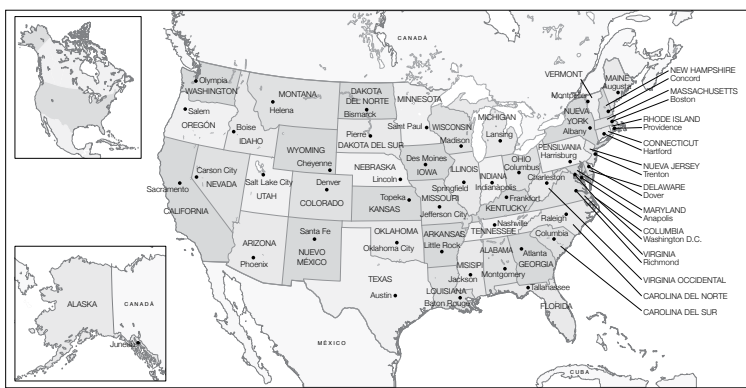 CANADÁ
Olympia
WASHINGTON
Salem
OREGÓN
Boise
IDAHO
MONTANA
Helena
DAKOTA
DEL NORTE
Bismarck
Pierre
DAKOTA DEL SUR
WYOMING
Cheyenne
Carson City
NEVADA
Sacramento
CALIFORNIA
Salt Lake City
UTAH
Denver
COLORADO
ARIZONA
Phoenix
Santa Fe
NUEVO
MÉXICO
NEBRASKA
Lincoln
Topeka
KANSAS
OKLAHOMA
Oklahoma City
TEXAS
Austin
MINNESOTA
Saint Paul
WISCONSIN
Madison
Des Moines
IOWA
MISSOURI
Jefferson City
ARKANSAS
Little Rock
LOUISIANA
Baton Rouge
MICHIGAN
Lansing
ILLINOIS
Springfield
INDIANA
Indianapolis
OHIO
Columbus
Charleston
Frankfort
KENTUCKY
Nashville
TENNESSEE
MISISIPI
Jackson
ALABAMA
Montgomery
Atlanta
GEORGIA
Tallahassee
FLORIDA
Columbia
Raleigh
PENSILVANIA
Harrisburg
NUEVA
YORK
Albany
VERMONT
Montpelier
MAINE
Augusta
NEW HAMPSHIRE
Concord
MASSACHUSETTS
Boston
RHODE ISLAND
Providence
CONNECTICUT
Hartford
NUEVA JERSEY
Trenton
DELAWARE
Dover
MARYLAND
Anapolis
COLUMBIA
Washington D.C.
VIRGINIA
Richmond
VIRGINIA OCCIDENTAL
CAROLINA DEL NORTE
CAROLINA DEL SUR
ALASKA
CANADÁ
Juneau
MÉXICO
CUBA